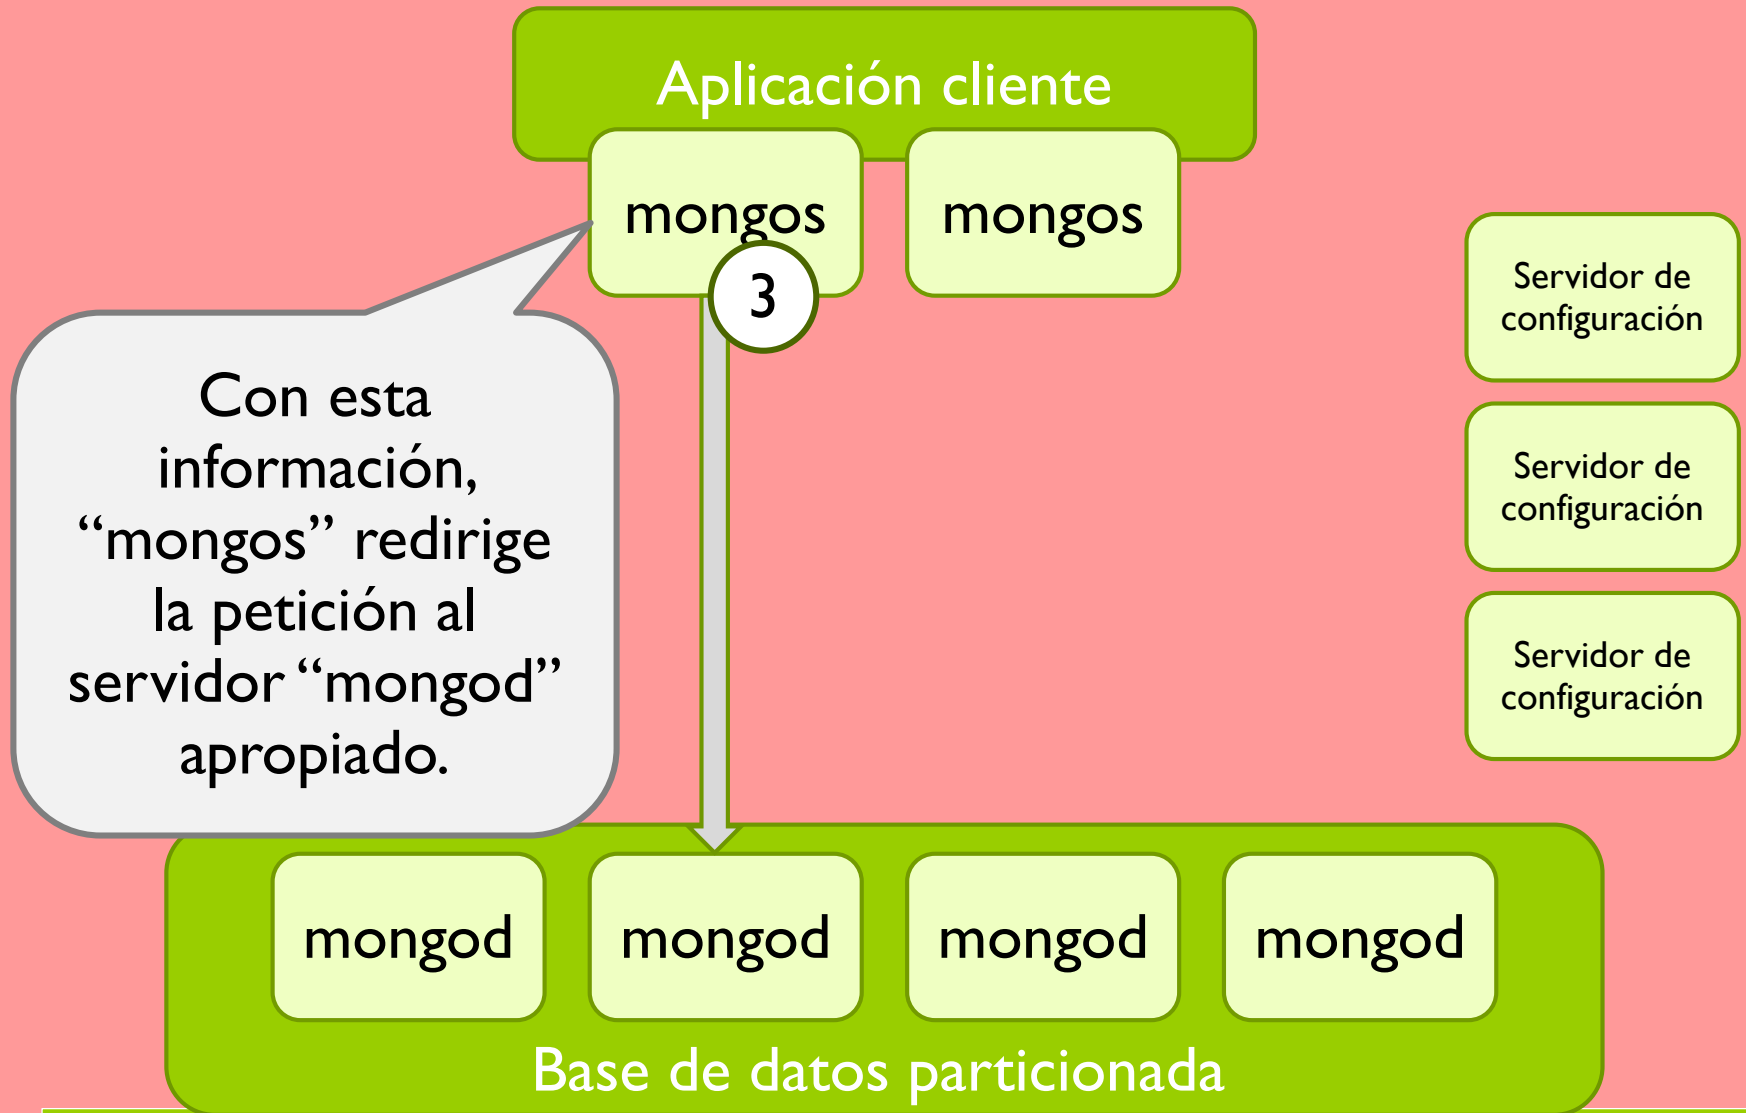 Aplicación cliente
mongos
mongos
3
Servidor de
configuración
Servidor de
configuración
Servidor de
configuración
Con esta
información,
“mongos” redirige
la petición al
servidor “mongod”
apropiado.
mongod
mongod
mongod
mongod
Base de datos particionada